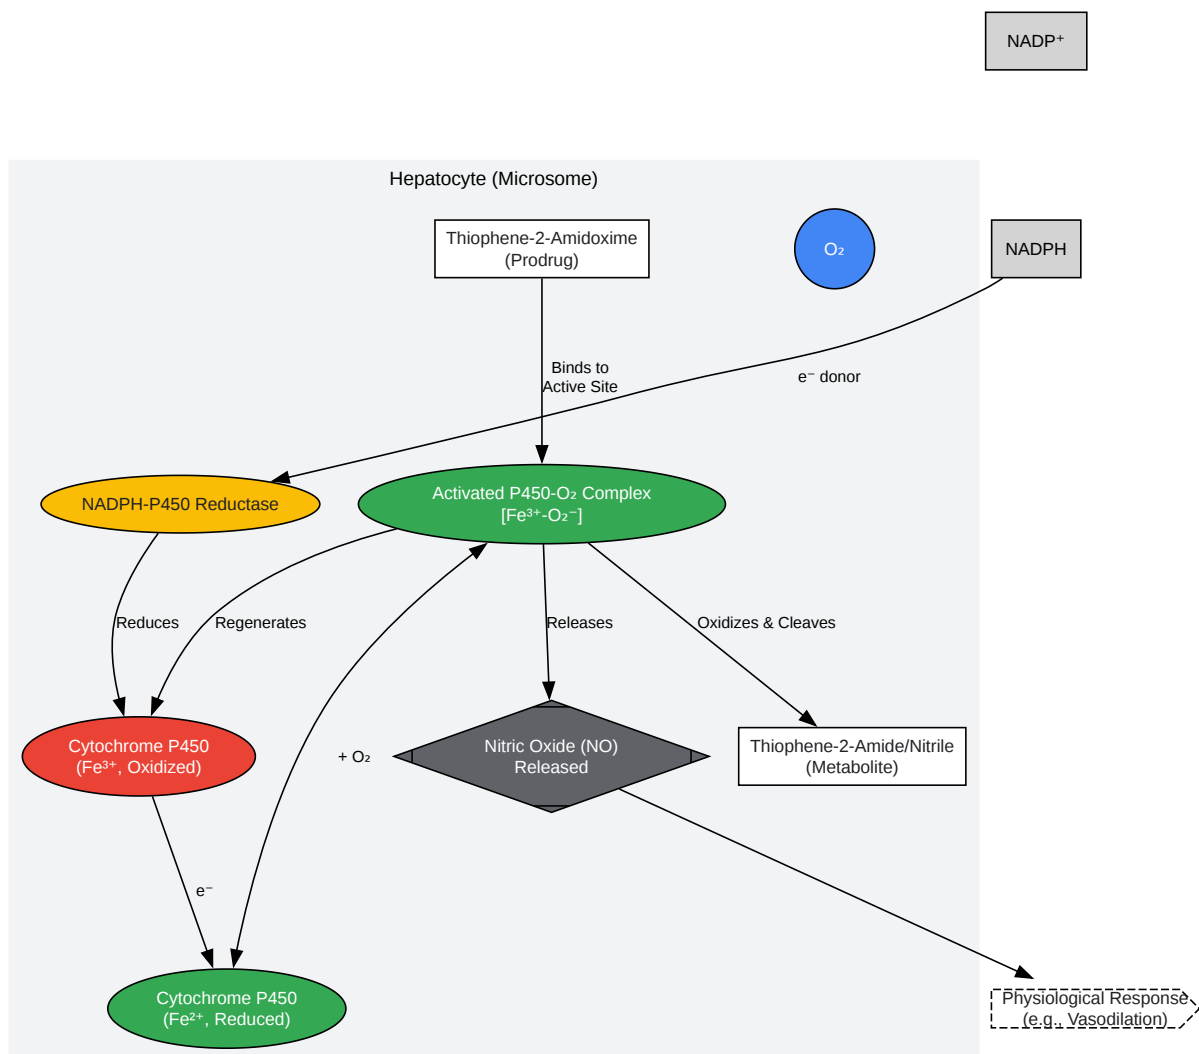 NADP⁺
Hepatocyte (Microsome)
Thiophene-2-Amidoxime
(Prodrug)
O₂
NADPH
Binds to
Active Site
e⁻ donor
NADPH-P450 Reductase
Activated P450-O₂ Complex
[Fe³⁺-O₂⁻]
Reduces
Regenerates
Releases
Oxidizes & Cleaves
Cytochrome P450
(Fe³⁺, Oxidized)
+ O₂
Nitric Oxide (NO)
Released
Thiophene-2-Amide/Nitrile
(Metabolite)
e⁻
Cytochrome P450
(Fe²⁺, Reduced)
Physiological Response
(e.g., Vasodilation)